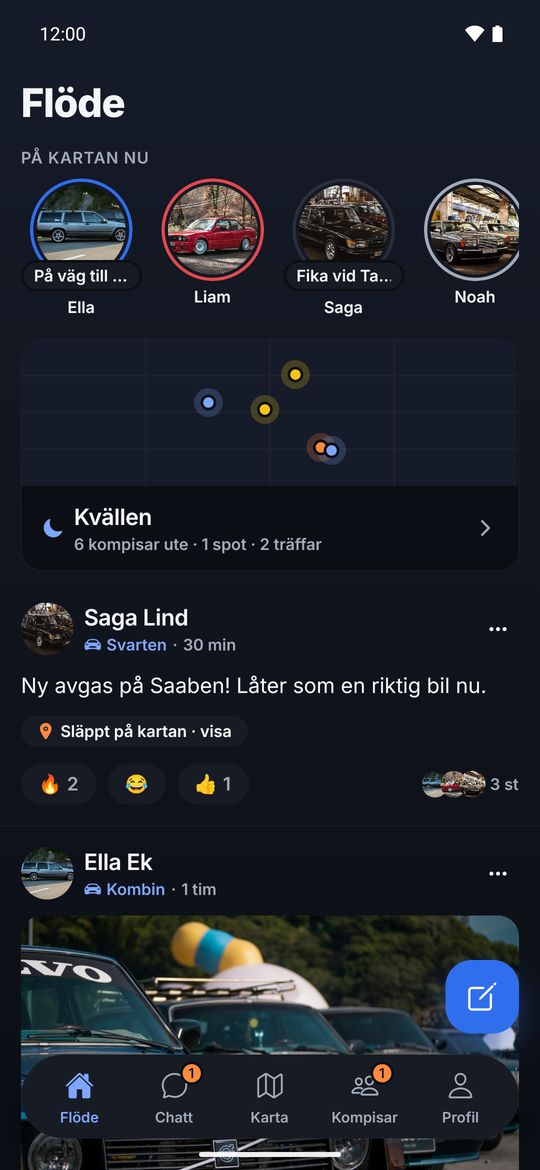 12:00
Flöde
PÅ KARTAN NU
På väg till ...
Fika vid Ta...
Ella
Liam
Saga
Noah
Kvällen
6 kompisar ute · 1 spot · 2 träffar
Saga Lind
Svarten · 30 min
Ny avgas på Saaben! Låter som en riktig bil nu.
Släppt på kartan · visa
🔥 2
😂
👍 1
3 st
Ella Ek
Kombin · 1 tim
VO
1
1
Flöde
Chatt
Karta
Kompisar
Profil